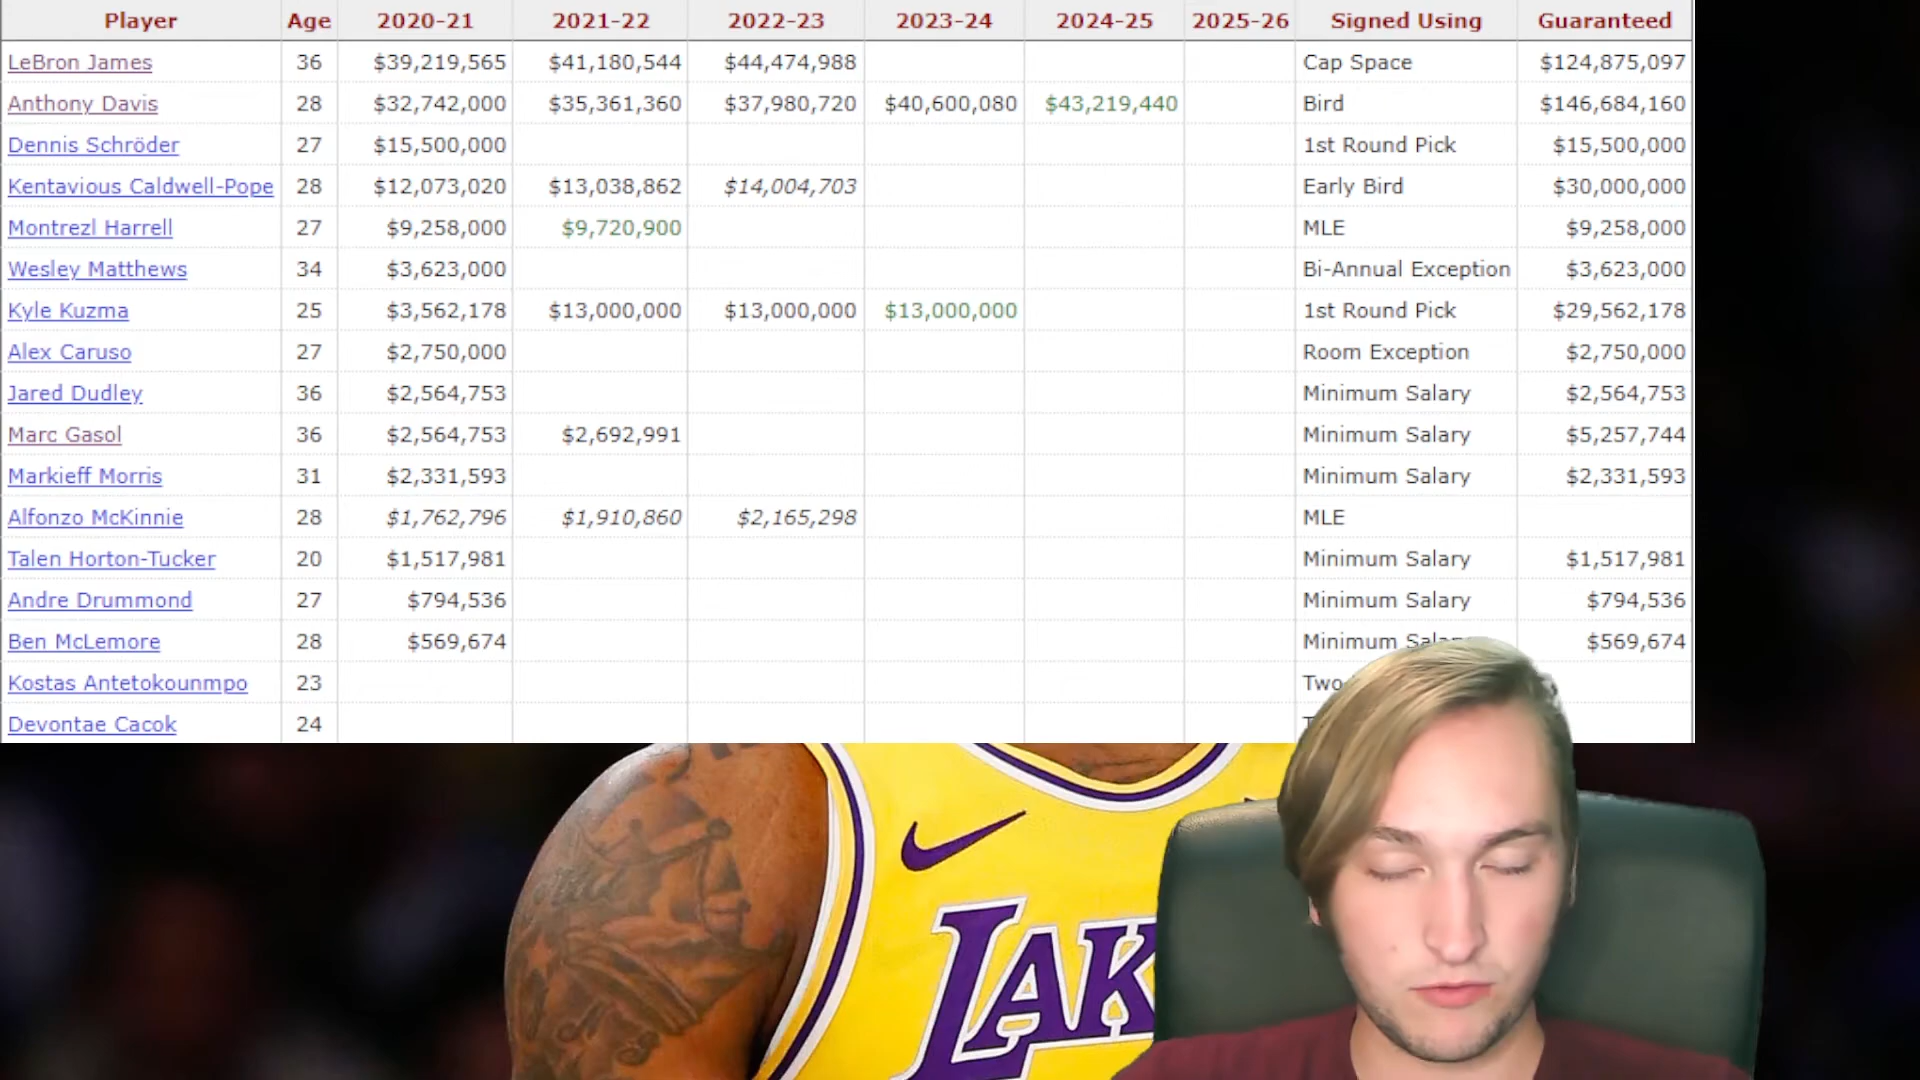 Player Age 2020-21 2021-22 2022-23 2023-24 2024-25 2025-26 Signed Using Guaranteed
LeBron James 36 $39,219,565 $41,180,544 $44,474,988 Cap Space $124,875,097
Anthony Davis 28 $32,742,000 $35,361,360 $37,980,720 $40,600,080 $43,219,440 Bird $146,684,160
Dennis Schröder 27 $15,500,000 1st Round Pick $15,500,000
Kentavious Caldwell-Pope 28 $12,073,020 $13,038,862 $14,004,703 Early Bird $30,000,000
Montrezl Harrell 27 $9,258,000 $9,720,900 MLE $9,258,000
Wesley Matthews 34 $3,623,000 Bi-Annual Exception $3,623,000
Kyle Kuzma 25 $3,562,178 $13,000,000 $13,000,000 $13,000,000 1st Round Pick $29,562,178
Alex Caruso 27 $2,750,000 Room Exception $2,750,000
Jared Dudley 36 $2,564,753 Minimum Salary $2,564,753
Marc Gasol 36 $2,564,753 $2,692,991 Minimum Salary $5,257,744
Markieff Morris 31 $2,331,593 Minimum Salary $2,331,593
Alfonzo McKinnie 28 $1,762,796 $1,910,860 $2,165,298 MLE
Talen Horton-Tucker 20 $1,517,981 Minimum Salary $1,517,981
Andre Drummond 27 $794,536 Minimum Salary $794,536
Ben McLemore 28 $569,674 Minimum Salary $569,674
Kostas Antetokounmpo 23 Two
Devontae Cacok 24
LAK